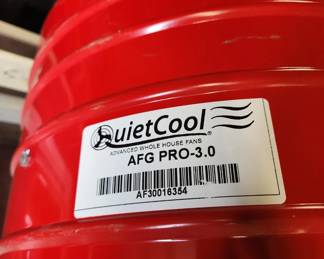 QuietCool®
ADVANCED WHOLE HOUSE FANS
AFG PRO-3.0
AF30016354